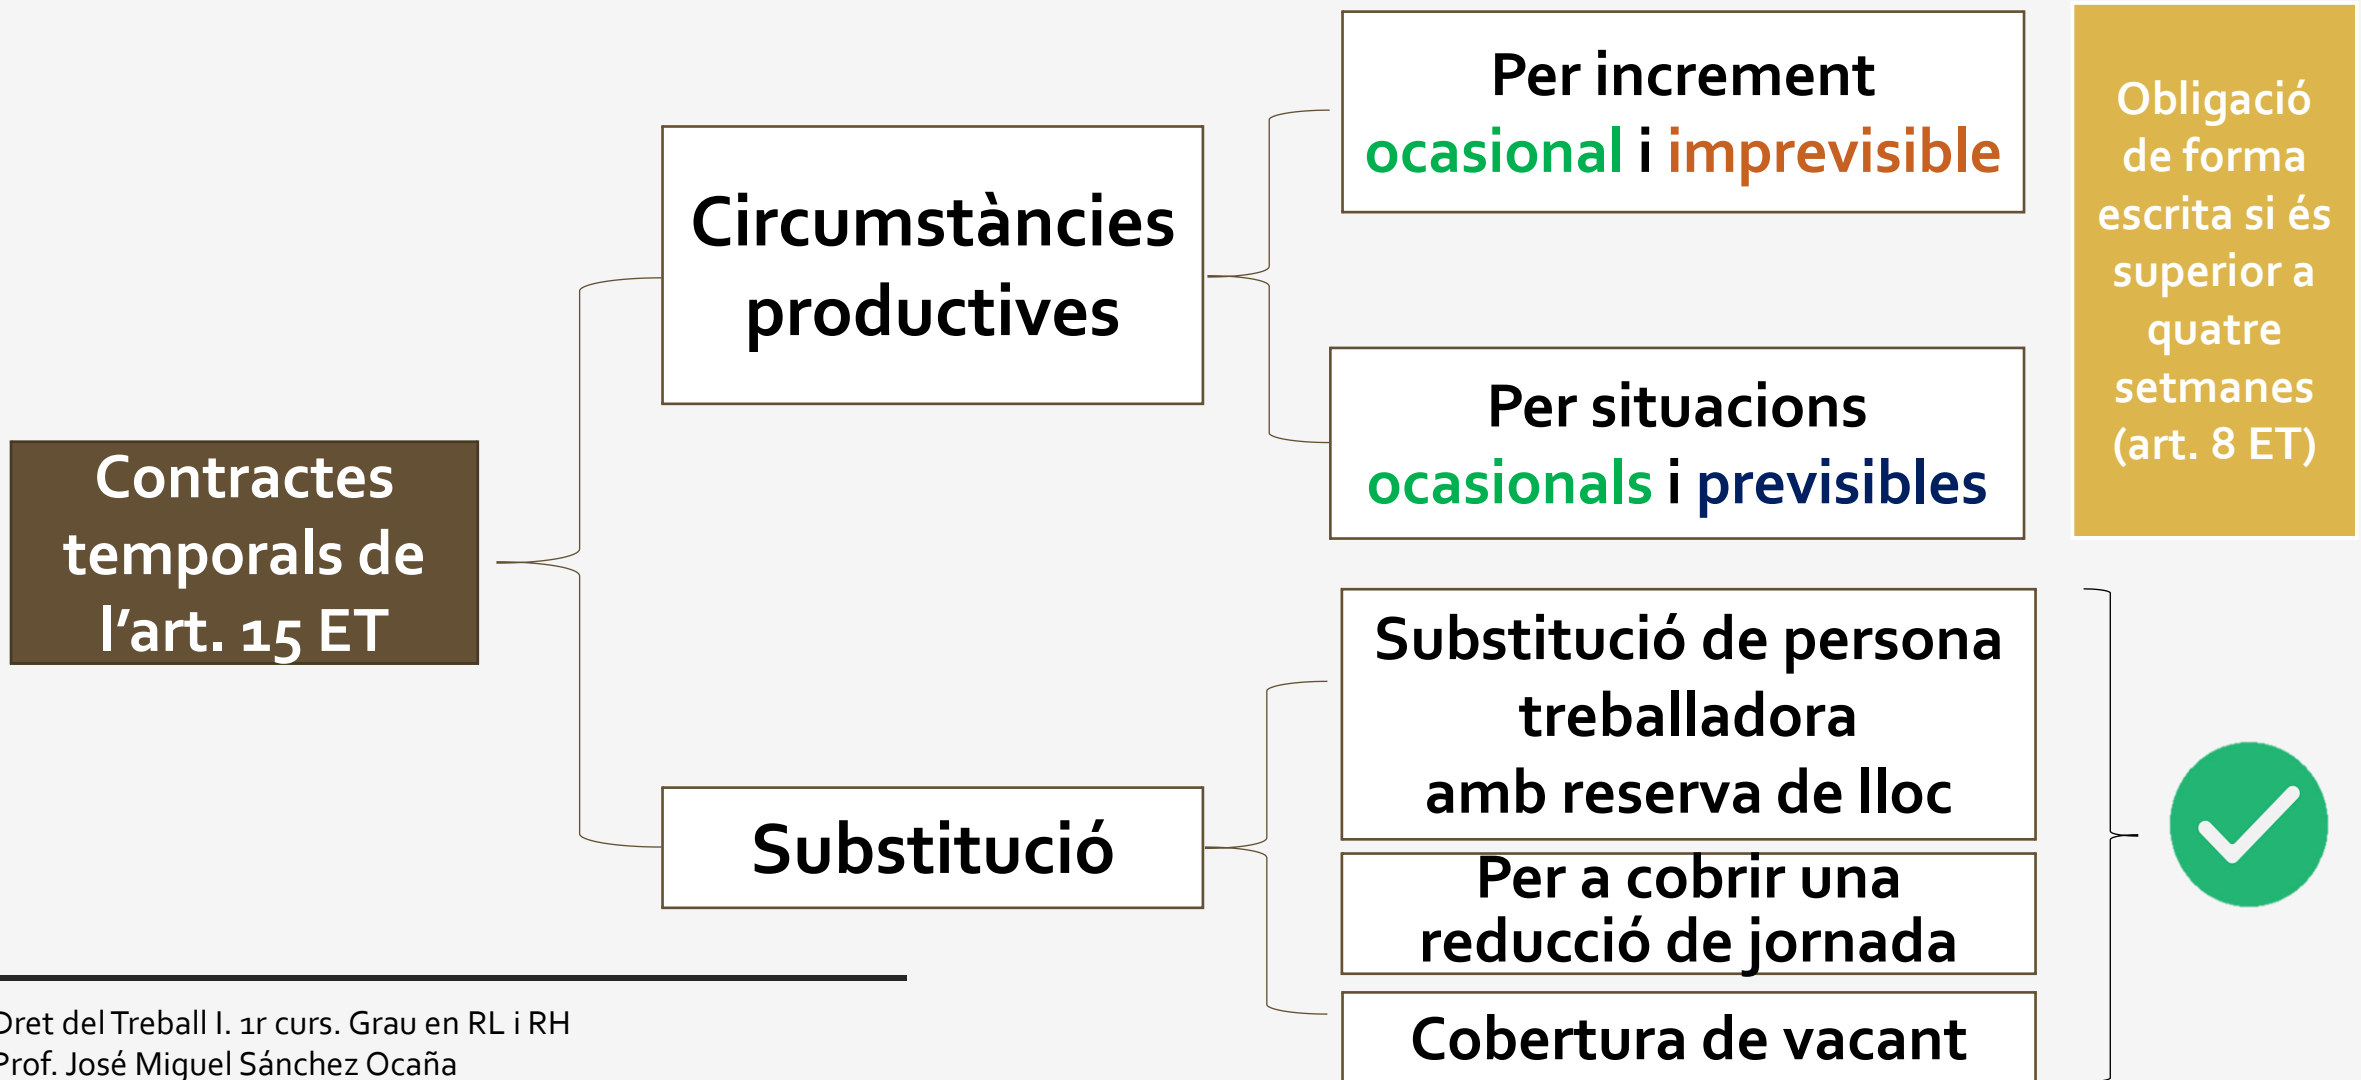 Contractes
temporals de
l’art. 15 ET
Circumstàncies
productives
Per increment
ocasional i imprevisible
Per situacions
ocasionals i previsibles
Obligació
de forma
escrita si és
superior a
quatre
setmanes
(art. 8 ET)
Substitució
Substitució de persona
treballadora
amb reserva de lloc
Per a cobrir una
reducció de jornada
Cobertura de vacant
Dret del Treball I. 1r curs. Grau en RL i RH
Prof. José Miguel Sánchez Ocaña